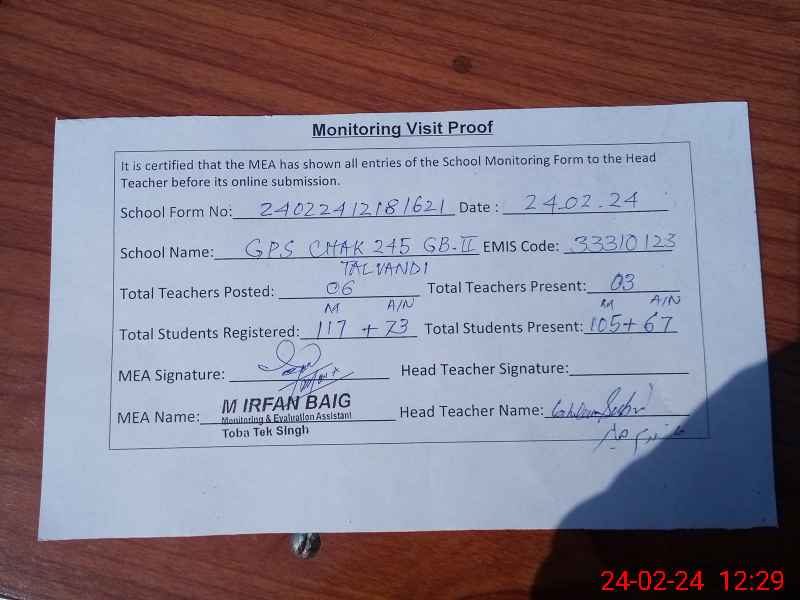 Monitoring Visit Proof
It is certified that the MEA has shown all entries of the School Monitoring Form to the Head
Teacher before its online submission.
School Form No: 24022412181621 Date : 24.02.24
School Name: GPS CHAK 245 GB-II EMIS Code: 33310123
TALVANDI
Total Teachers Posted: 06 Total Teachers Present: 03
M A/N M A/N
Total Students Registered: 117 + 73 Total Students Present: 105+ 67
MEA Signature: Head Teacher Signature:
MEA Name: M IRFAN BAIG Head Teacher Name:
Monitoring & Evaluation Assistant
Toba Tek Singh
24-02-24 12:29